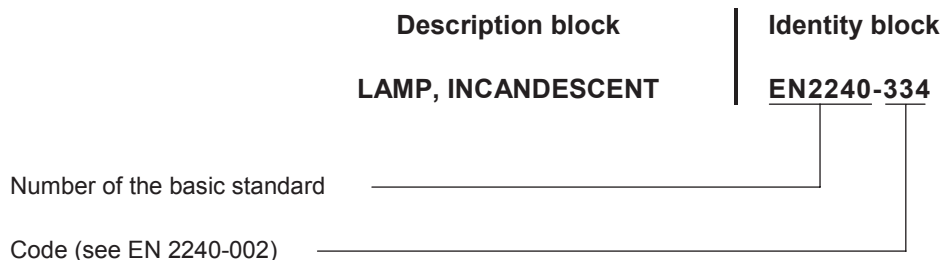 Description block Identity block
LAMP, INCANDESCENT EN2240-334
Number of the basic standard
Code (see EN 2240-002)